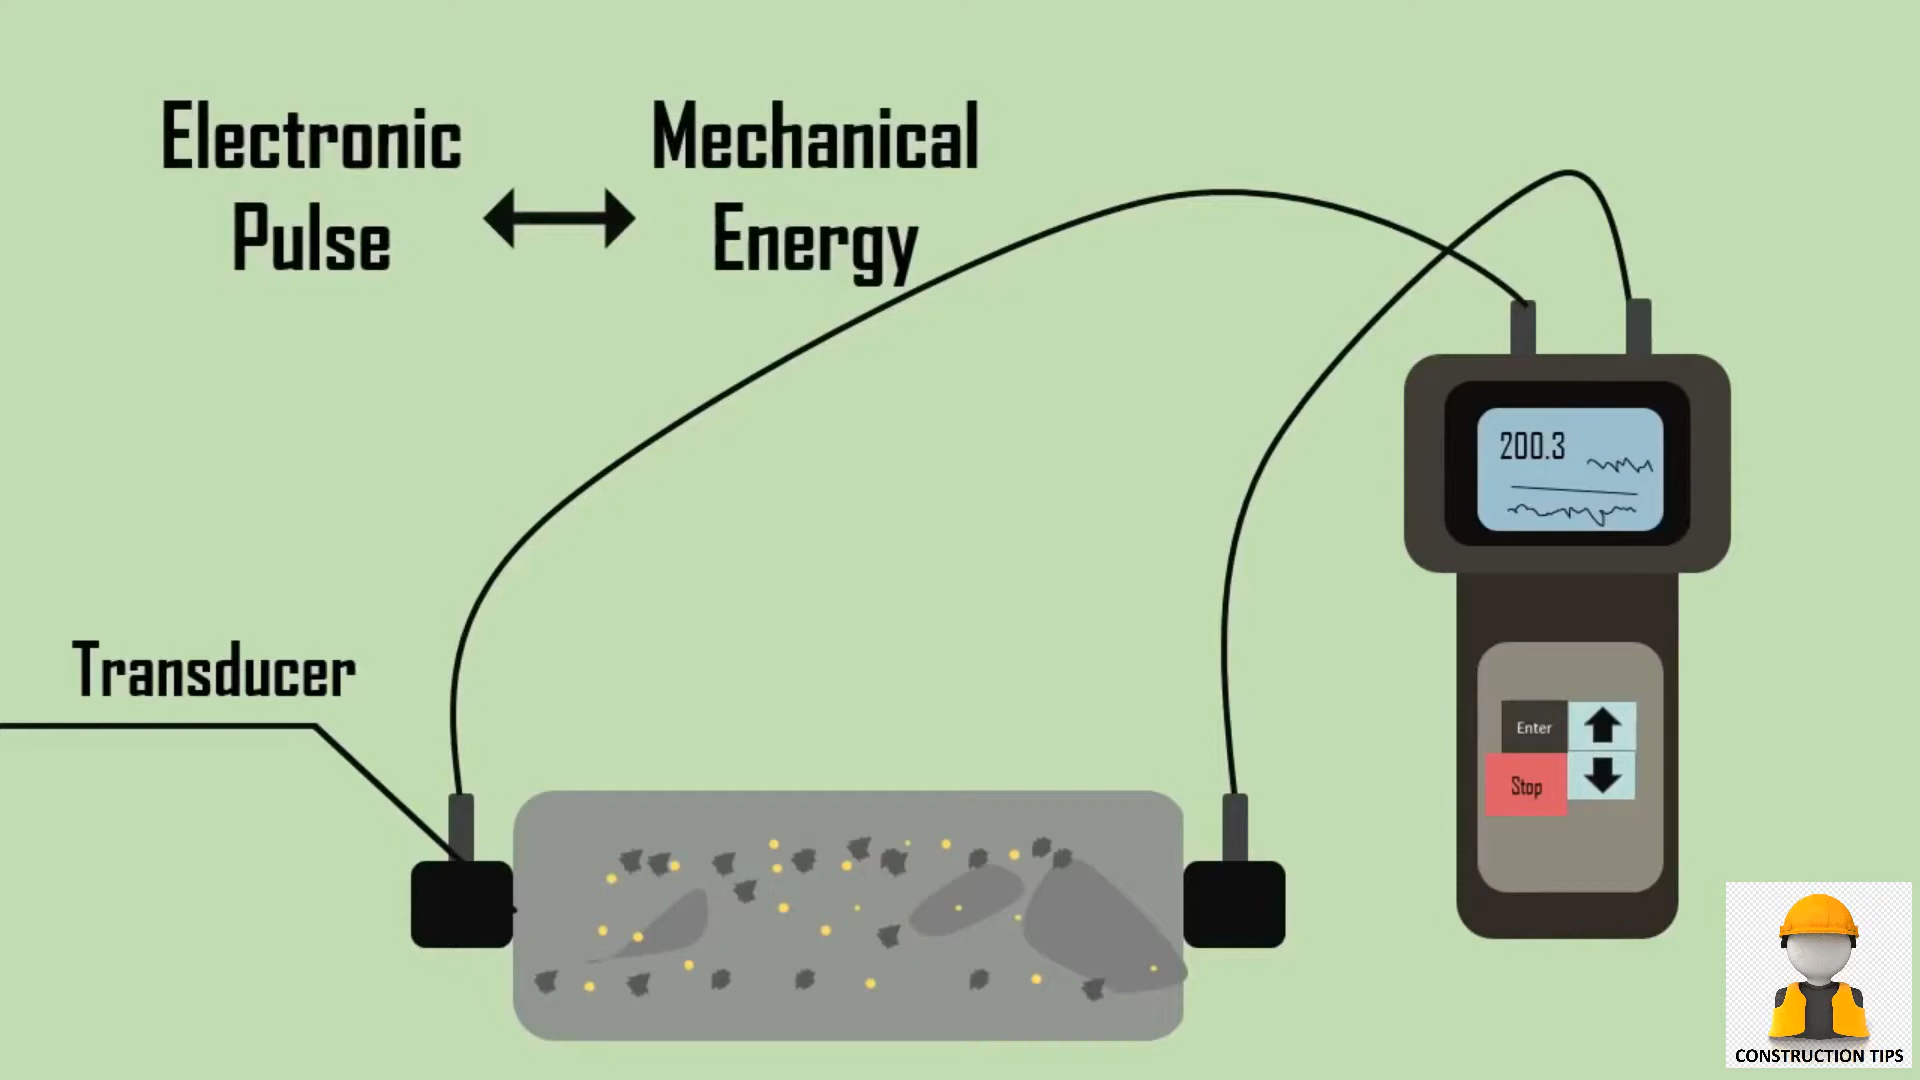 Electronic
Pulse
Mechanical
Energy
200.3
Transducer
Enter
Stop
CONSTRUCTION TIPS